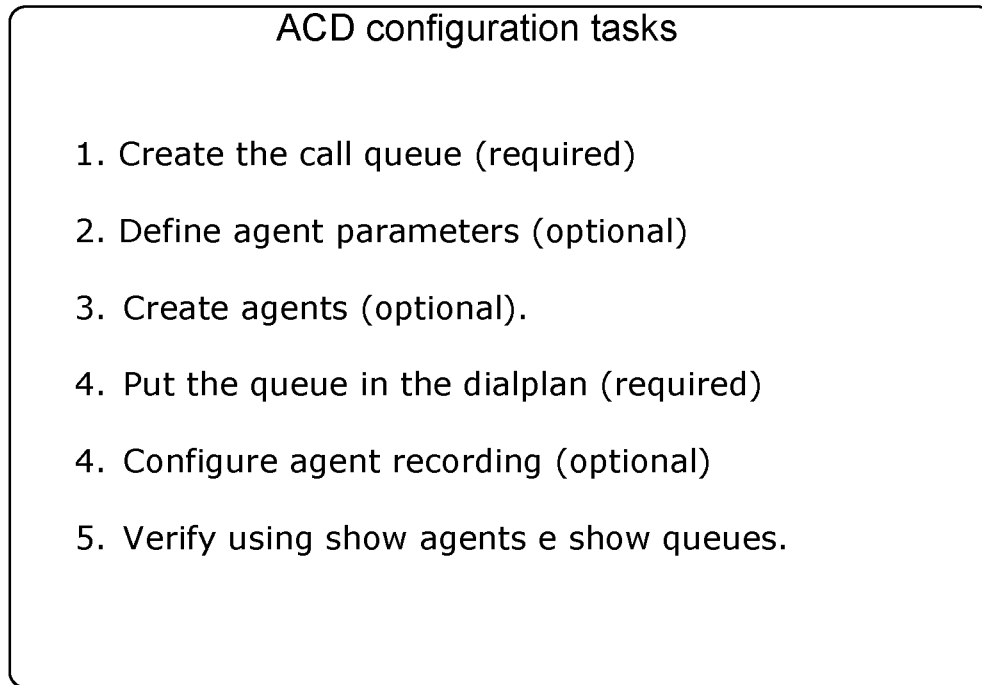 ACD configuration tasks
1. Create the call queue (required)
2. Define agent parameters (optional)
3. Create agents (optional).
4. Put the queue in the dialplan (required)
4. Configure agent recording (optional)
5. Verify using show agents e show queues.